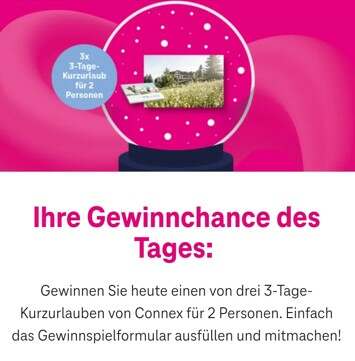 3x
3-Tage-
Kurzurlaub
für 2
Personen
Ihre Gewinnchance des
Tages:
Gewinnen Sie heute einen von drei 3-Tage-
Kurzurlauben von Connex für 2 Personen. Einfach
das Gewinnspielformular ausfüllen und mitmachen!